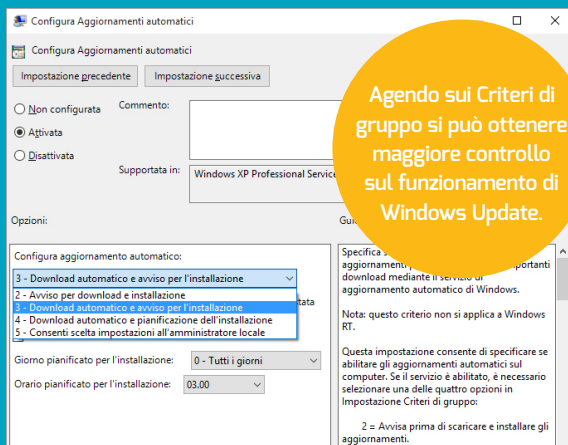 Configura Aggiornamenti automatici
Configura Aggiornamenti automatici
Impostazione precedente
Impostazione successiva
Non configurata
Commento:
Attivata
Disattivata
Supportata in:
Windows XP Professional Service
Agendo sui Criteri di
gruppo si può ottenere
maggiore controllo
sul funzionamento di
Windows Update.
Opzioni:
Configura aggiornamento automatico:
3 - Download automatico e avviso per l'installazione
2 - Avviso per download e installazione
3 - Download automatico e avviso per l'installazione
4 - Download automatico e pianificazione dell'installazione
5 - Consenti scelta impostazioni all'amministratore locale
Giorno pianificato per l'installazione:
0 - Tutti i giorni
Orario pianificato per l'installazione:
03.00
Specifica
aggiornamenti
download mediante il servizio di
aggiornamento automatico di Windows.
Nota: questo criterio non si applica a Windows
RT.
Questa impostazione consente di specificare se
abilitare gli aggiornamenti automatici sul
computer. Se il servizio è abilitato, è necessario
selezionare una delle quattro opzioni in
Impostazione Criteri di gruppo:
2 = Avvisa prima di scaricare e installare gli
aggiornamenti.